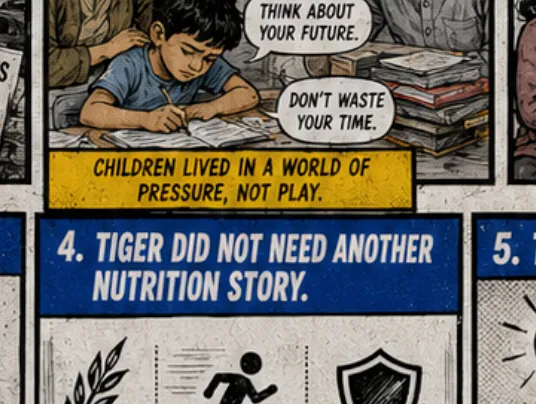 THINK ABOUT
YOUR FUTURE.
DON'T WASTE
YOUR TIME.
CHILDREN LIVED IN A WORLD OF
PRESSURE, NOT PLAY.
4. TIGER DID NOT NEED ANOTHER
NUTRITION STORY.
5.